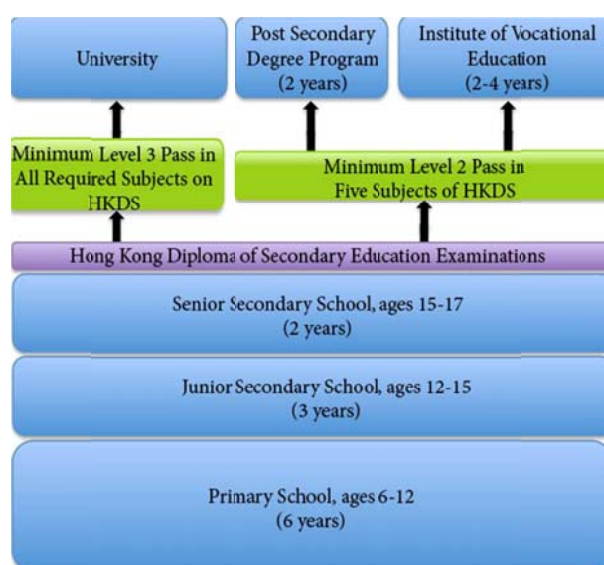 University
Post Secondary
Degree Program
(2 years)
Institute of Vocational
Education
(2-4 years)
Minimum Level 3 Pass in
All Required Subjects on
HKDS
Minimum Level 2 Pass in
Five Subjects of HKDS
Hong Kong Diploma of Secondary Education Examinations
Senior Secondary School, ages 15-17
(2 years)
Junior Secondary School, ages 12-15
(3 years)
Primary School, ages 6-12
(6 years)